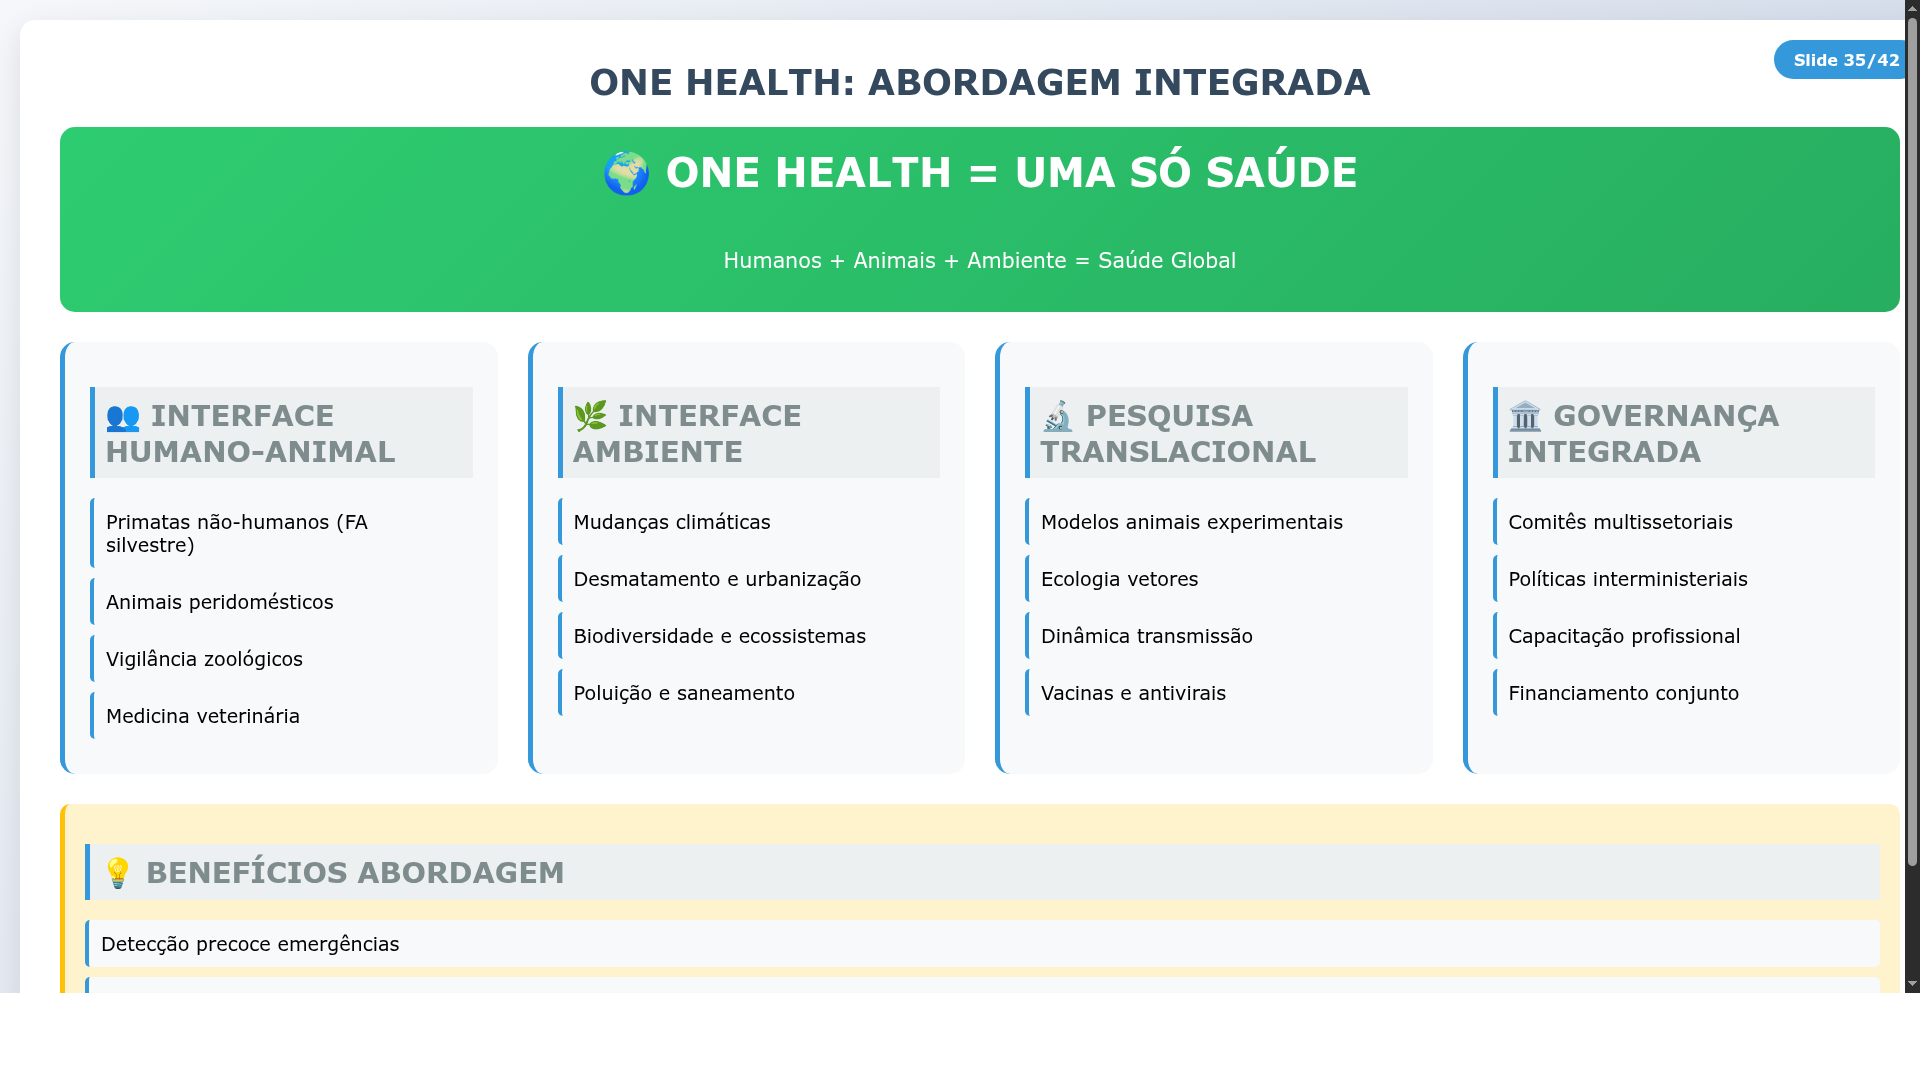 Slide 35/42
ONE HEALTH: ABORDAGEM INTEGRADA
🌍 ONE HEALTH = UMA SÓ SAÚDE
Humanos + Animais + Ambiente = Saúde Global
👥 INTERFACE
HUMANO-ANIMAL
Primatas não-humanos (FA
silvestre)
Animais peridomésticos
Vigilância zoológicos
Medicina veterinária
🌿 INTERFACE
AMBIENTE
Mudanças climáticas
Desmatamento e urbanização
Biodiversidade e ecossistemas
Poluição e saneamento
🔬 PESQUISA
TRANSLACIONAL
Modelos animais experimentais
Ecologia vetores
Dinâmica transmissão
Vacinas e antivirais
🏛️ GOVERNANÇA
INTEGRADA
Comitês multissetoriais
Políticas interministeriais
Capacitação profissional
Financiamento conjunto
💡 BENEFÍCIOS ABORDAGEM
Detecção precoce emergências